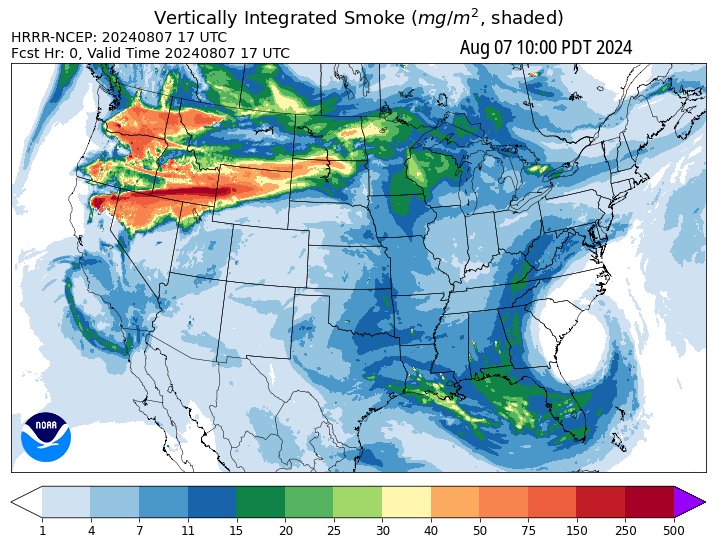 Vertically Integrated Smoke (mg/m², shaded)
HRRR-NCEP: 20240807 17 UTC
Fcst Hr: 0, Valid Time 20240807 17 UTC
Aug 07 10:00 PDT 2024
NOAA
1 4 7 11 15 20 25 30 40 50 75 150 250 500